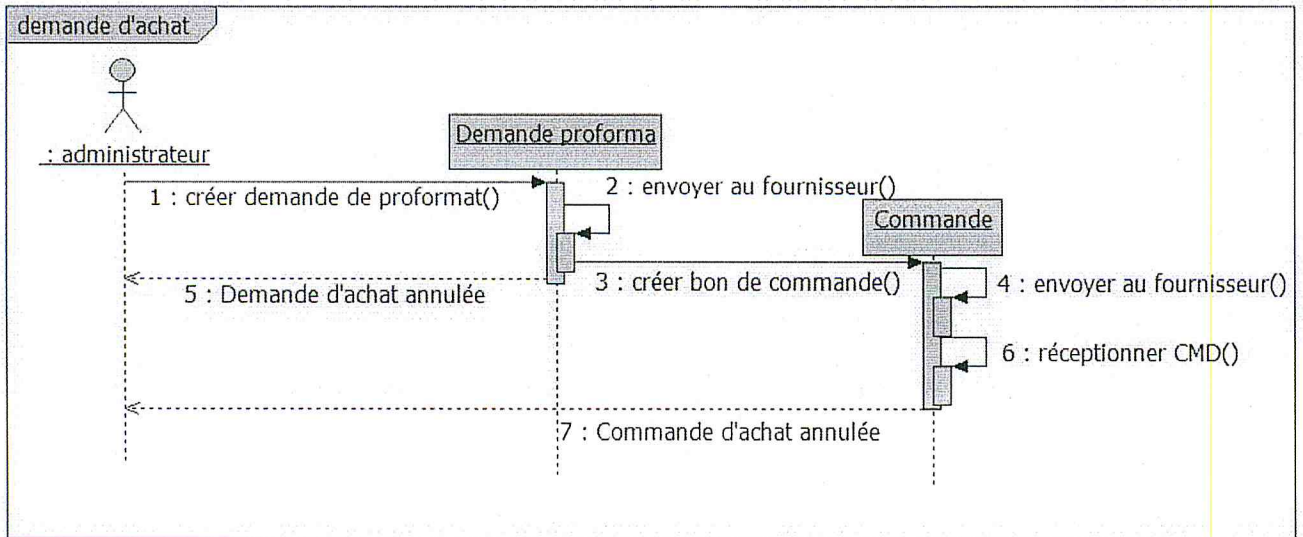 demande d'achat
: administrateur
Demande proforma
1 : créer demande de proformat()
2 : envoyer au fournisseur()
Commande
3 : créer bon de commande()
4 : envoyer au fournisseur()
5 : Demande d'achat annulée
6 : réceptionner CMD()
7 : Commande d'achat annulée